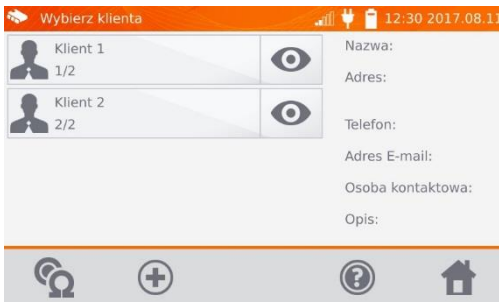 Wybierz klienta
12:30 2017.08.11
Klient 1
1/2
Klient 2
2/2
Nazwa:
Adres:
Telefon:
Adres E-mail:
Osoba kontaktowa:
Opis: